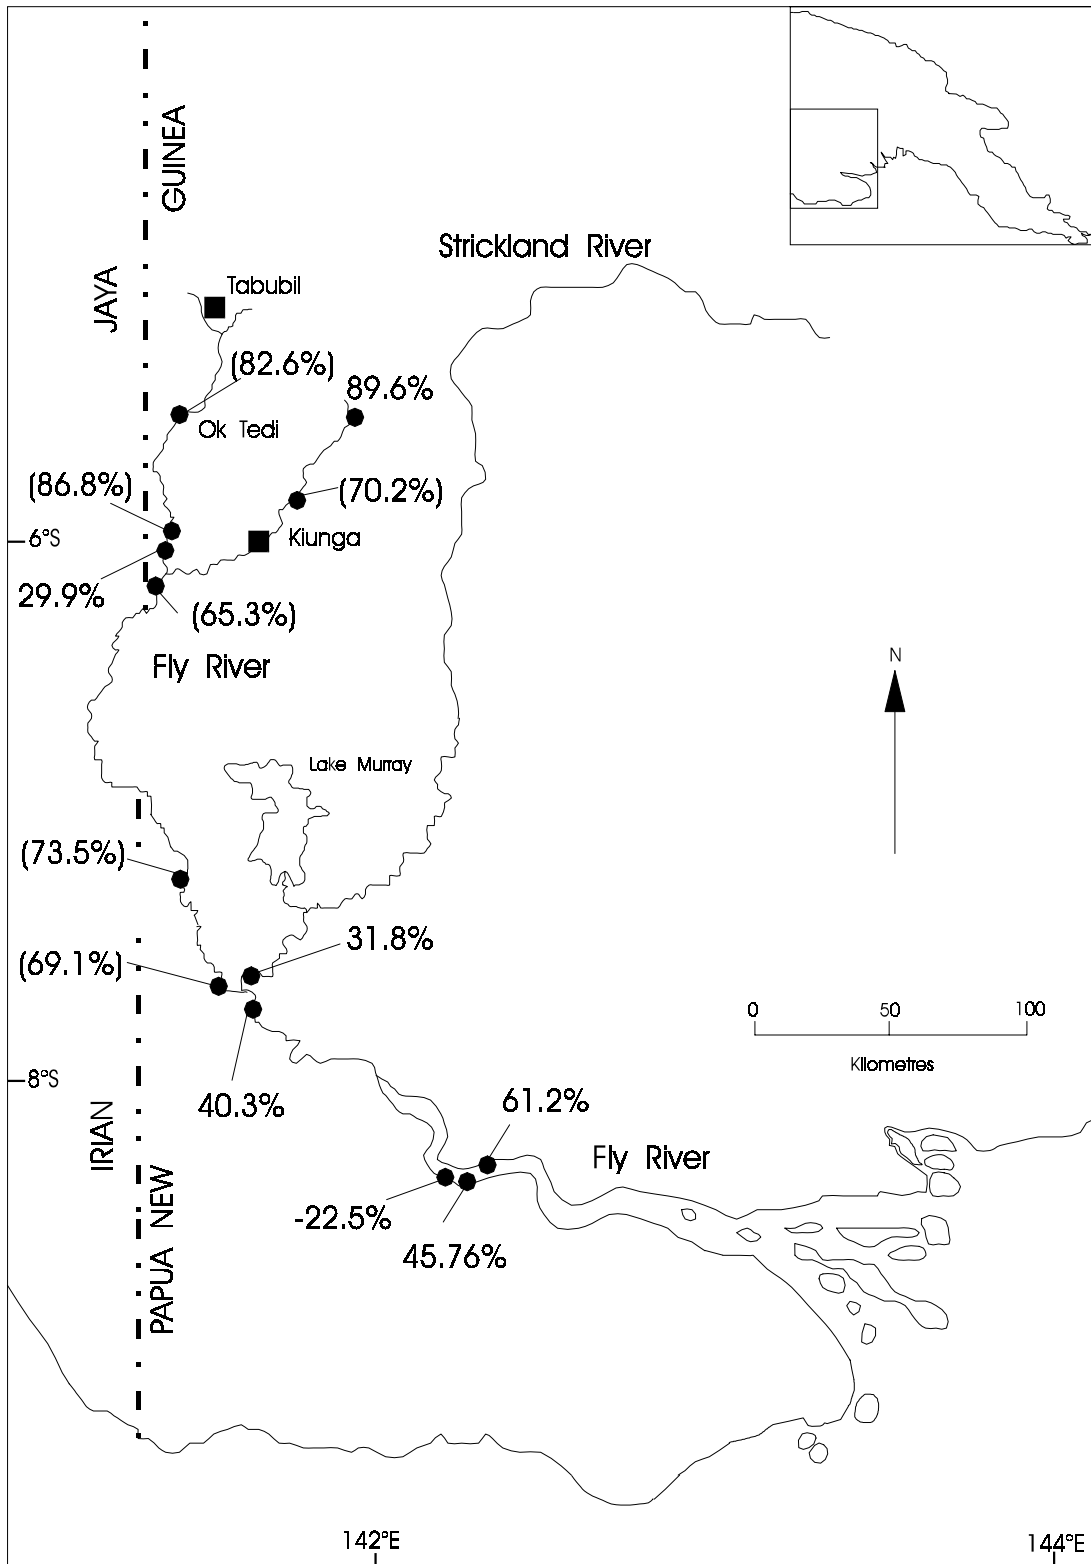 GUINEA
Strickland River
JAYA
Tabubil
(82.6%)
89.6%
Ok Tedi
(86.8%)
(70.2%)
6°S
Kiunga
29.9%
(65.3%)
Fly River
N
Lake Murray
(73.5%)
31.8%
(69.1%)
0 50 100
Kilometres
8°S
40.3%
61.2%
IRIAN
Fly River
PAPUA NEW
-22.5%
45.76%
142°E
144°E